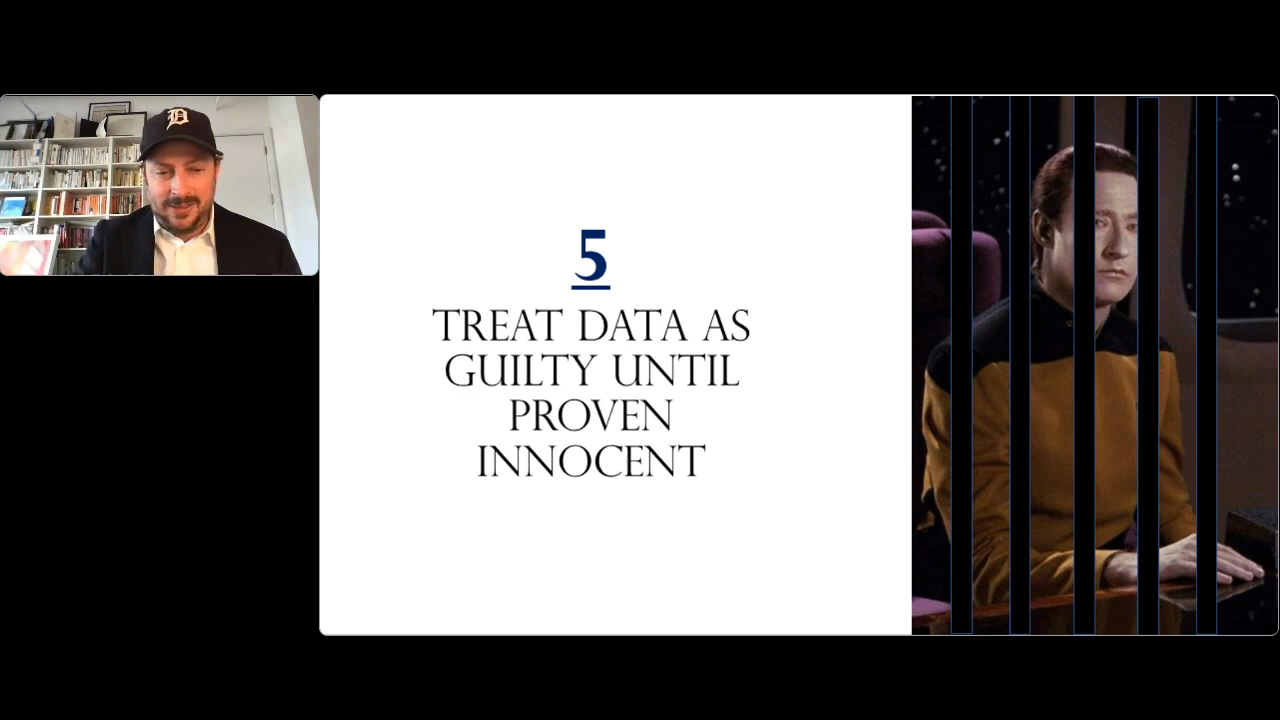 D
5
TREAT DATA AS
GUILTY UNTIL
PROVEN
INNOCENT